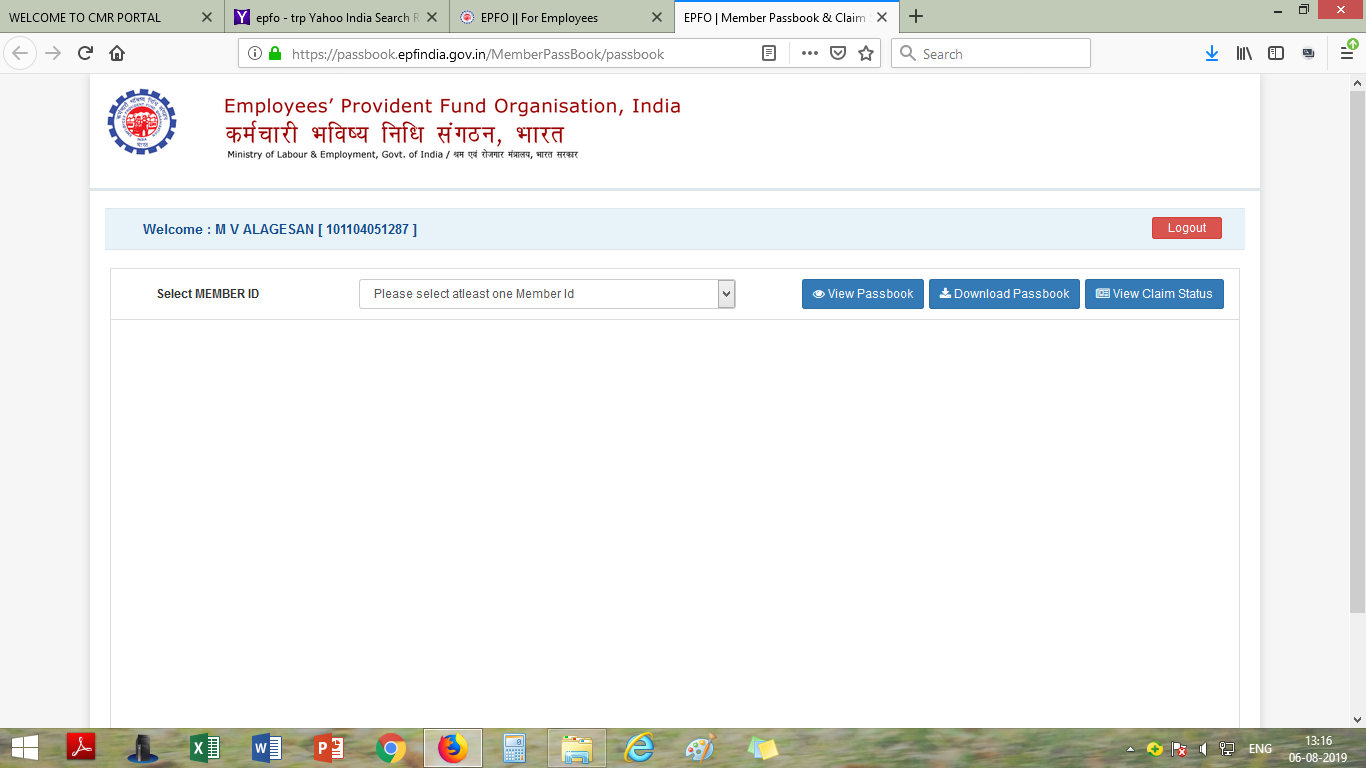 WELCOME TO CMR PORTAL
epfo - trp Yahoo India Search R
EPFO || For Employees
EPFO | Member Passbook & Claim
https://passbook.epfindia.gov.in/MemberPassBook/passbook
Search
Employees' Provident Fund Organisation, India
कर्मचारी भविष्य निधि संगठन, भारत
Ministry of Labour & Employment, Govt. of India / श्रम एवं रोजगार मंत्रालय, भारत सरकार
Welcome : M V ALAGESAN [ 101104051287 ]
Logout
Select MEMBER ID
Please select atleast one Member Id
View Passbook
Download Passbook
View Claim Status
ENG
13:16
06-08-2019